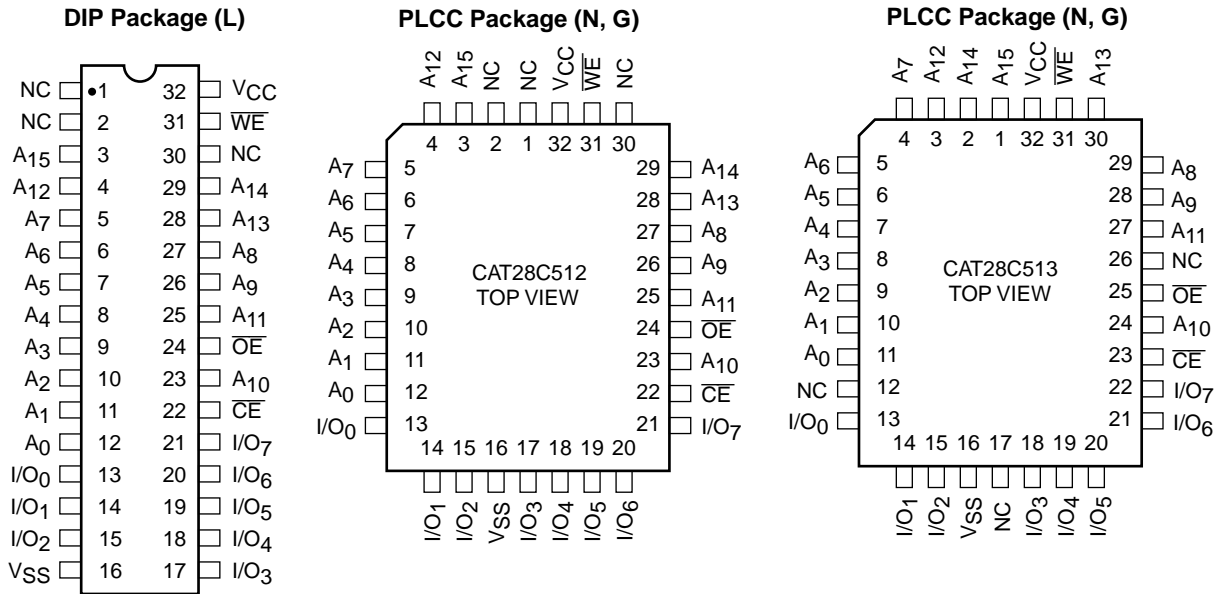 DIP Package (L)
NC 1 32 VCC
NC 2 31 WE
A15 3 30 NC
A12 4 29 A14
A7 5 28 A13
A6 6 27 A8
A5 7 26 A9
A4 8 25 A11
A3 9 24 OE
A2 10 23 A10
A1 11 22 CE
A0 12 21 I/O7
I/O0 13 20 I/O6
I/O1 14 19 I/O5
I/O2 15 18 I/O4
VSS 16 17 I/O3
PLCC Package (N, G)
A12 A15 NC NC VCC WE NC
4 3 2 1 32 31 30
A7 5 29 A14
A6 6 28 A13
A5 7 27 A8
A4 8 26 A9
CAT28C512
TOP VIEW
A3 9 25 A11
A2 10 24 OE
A1 11 23 A10
A0 12 22 CE
I/O0 13 21 I/O7
14 15 16 17 18 19 20
I/O1 I/O2 VSS I/O3 I/O4 I/O5 I/O6
PLCC Package (N, G)
A7 A12 A14 A15 VCC WE A13
4 3 2 1 32 31 30
A6 5 29 A8
A5 6 28 A9
A4 7 27 A11
A3 8 26 NC
CAT28C513
TOP VIEW
A2 9 25 OE
A1 10 24 A10
A0 11 23 CE
NC 12 22 I/O7
I/O0 13 21 I/O6
14 15 16 17 18 19 20
I/O1 I/O2 VSS NC I/O3 I/O4 I/O5